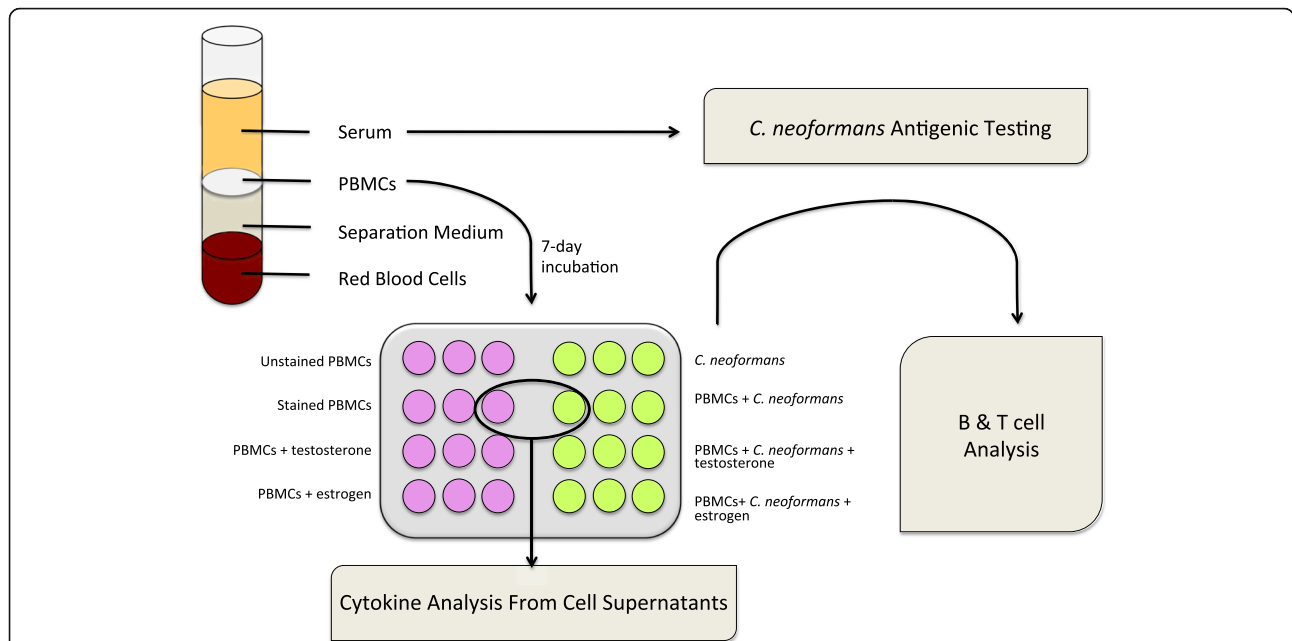 Serum
C. neoformans Antigenic Testing
PBMCs
Separation Medium
7-day
incubation
Red Blood Cells
Unstained PBMCs
Stained PBMCs
PBMCs + testosterone
PBMCs + estrogen
C. neoformans
PBMCs + C. neoformans
PBMCs + C. neoformans +
testosterone
PBMCs+ C. neoformans +
estrogen
B & T cell
Analysis
Cytokine Analysis From Cell Supernatants